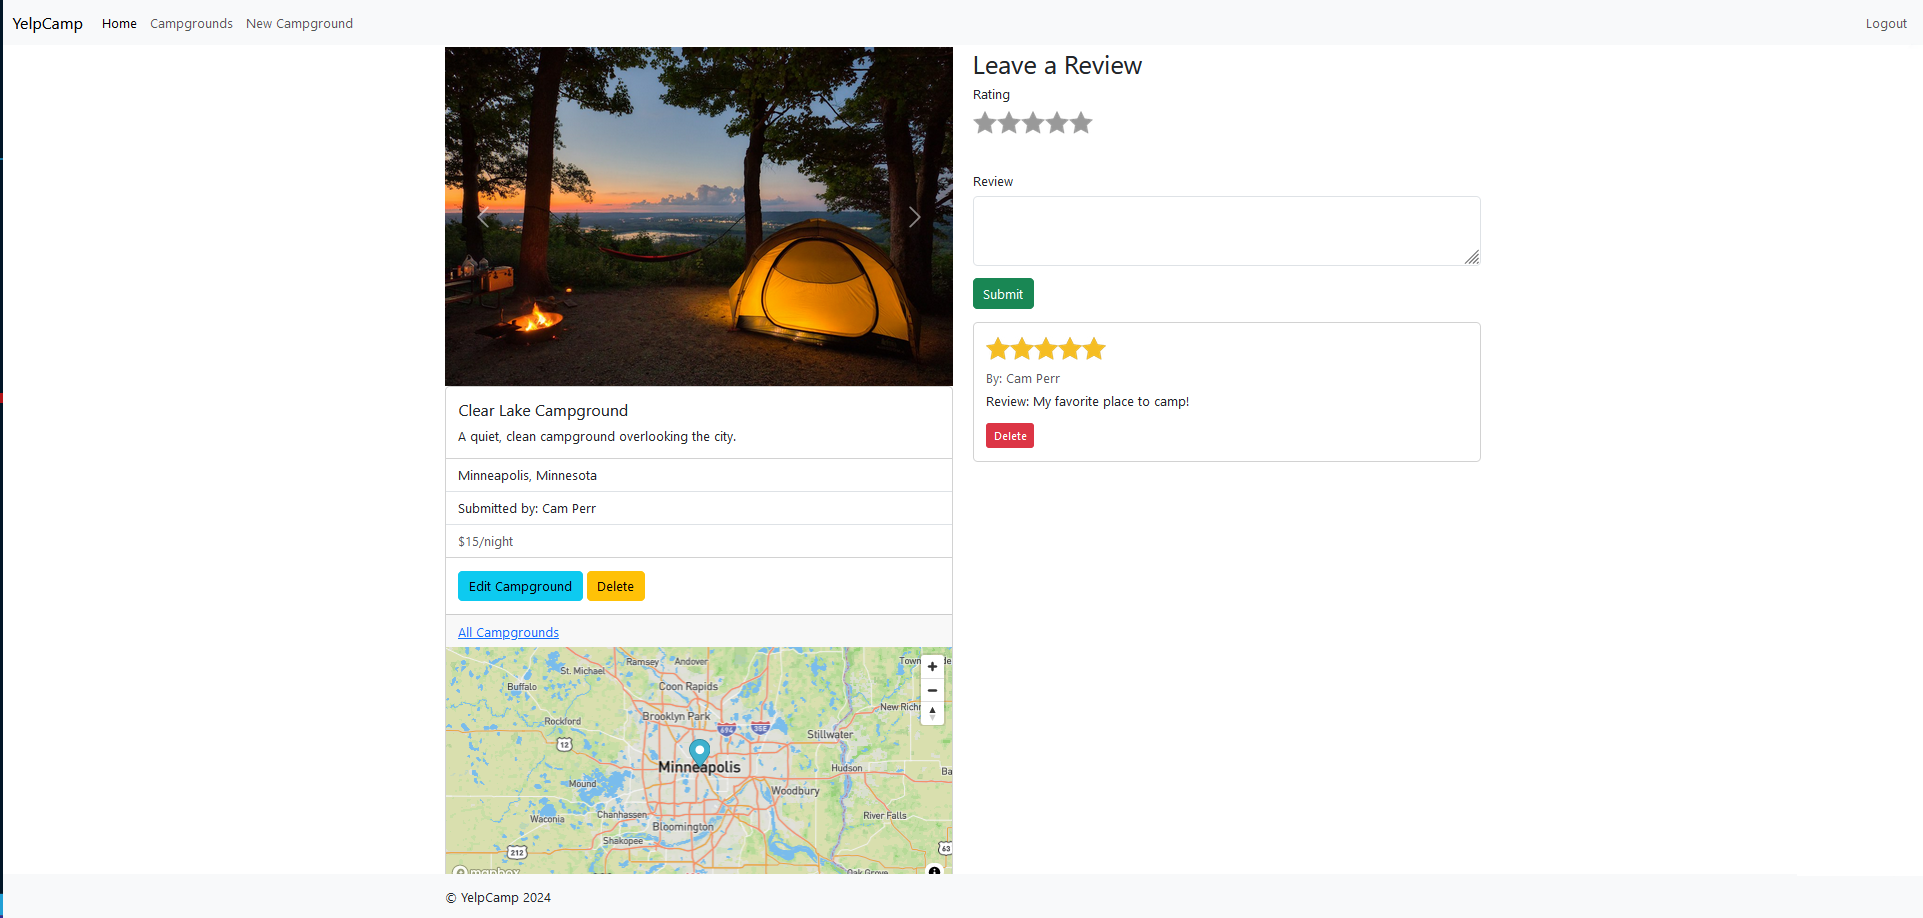 YelpCamp Home Campgrounds New Campground Logout
Clear Lake Campground
A quiet, clean campground overlooking the city.
Minneapolis, Minnesota
Submitted by: Cam Perr
$15/night
Edit Campground Delete
All Campgrounds
Ramsey Andover
St. Michael
Buffalo
Coon Rapids
New Rich
Rockford
Brooklyn Park
694 35E
12
Stillwater
Minneapolis
Hudson
Ba
Mound
Woodbury
Waconia
Chanhassen
River Falls
Bloomington
Shakopee
212
63
mapbox
Oak Grove
Leave a Review
Rating
Review
Submit
By: Cam Perr
Review: My favorite place to camp!
Delete
© YelpCamp 2024